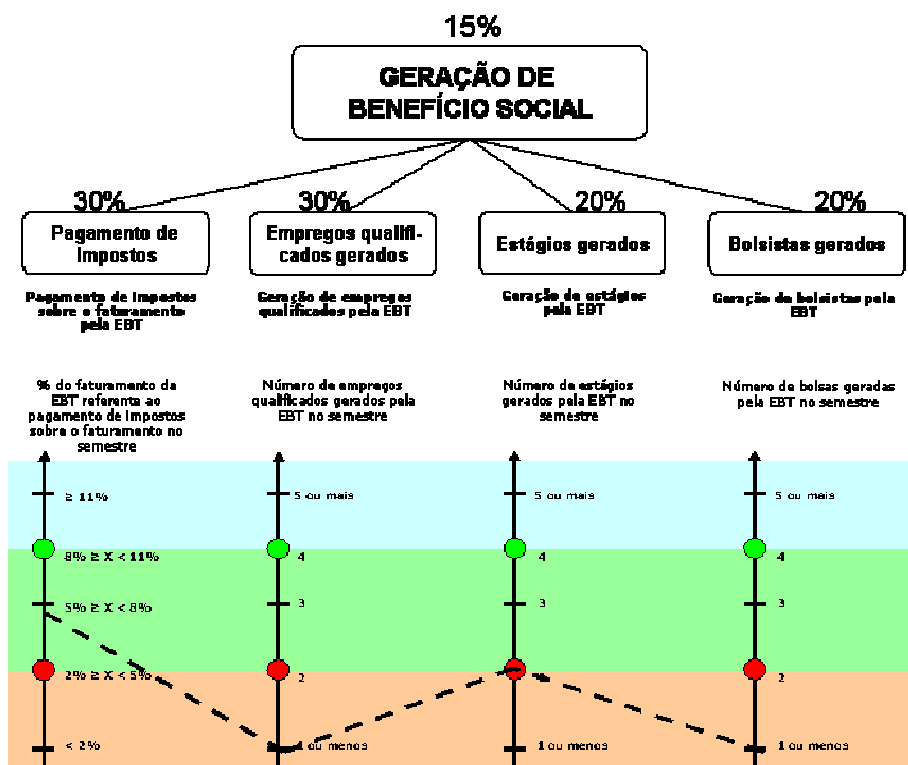 15%
GERAÇÃO DE
BENEFÍCIO SOCIAL
30%
30%
20%
20%
Pagamento de
Impostos
Empregos qualifi-
cados gerados
Estágios gerados
Bolsistas gerados
Pagamento de Impostos
sobre o faturamento
pela EBT
Geração de empregos
qualificados pela EBT
Geração de estágios
pela EBT
Geração de bolsistas pela
EBT
% do faturamento da
EBT referente ao
pagamento de impostos
sobre o faturamento no
semestre
Número de empregos
qualificados gerados pela
EBT no semestre
Número de estágios
gerados pela EBT no
semestre
Número de bolsas geradas
pela EBT no semestre
≥ 11%
5 ou mais
5 ou mais
5 ou mais
8% ≥ X < 11%
4
4
4
5% ≥ X < 8%
3
3
3
2% ≥ X < 5%
2
2
2
< 2%
1 ou menos
1 ou menos
1 ou menos